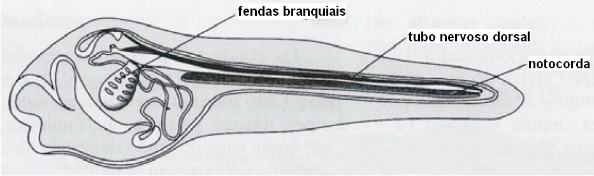 fendas branquiais
tubo nervoso dorsal
notocorda